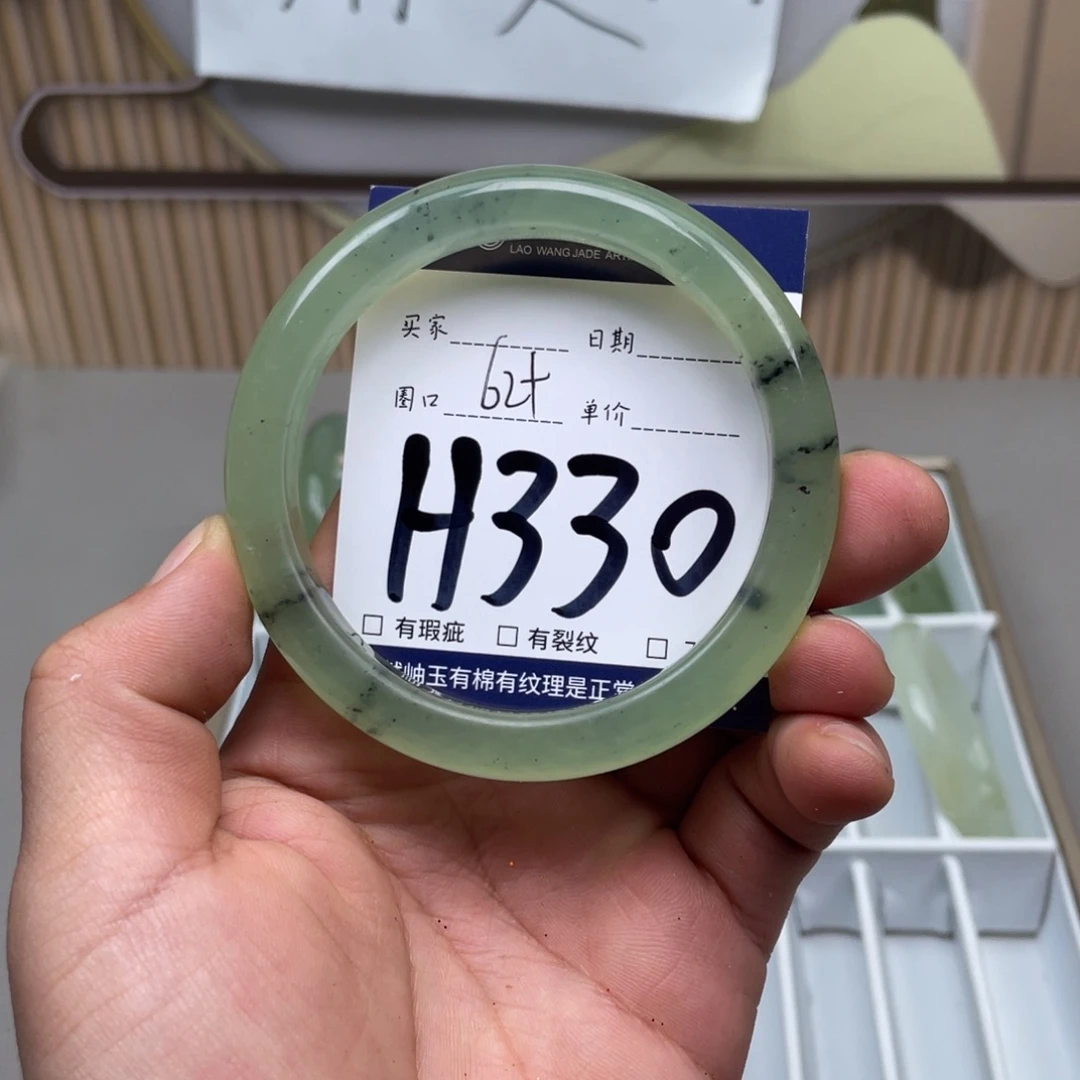 LAO WANG JADE ART
买家 日期
圈口 62+ 单价
H330
□ 有瑕疵 □ 有裂纹 □
岫玉有棉有纹理是正常